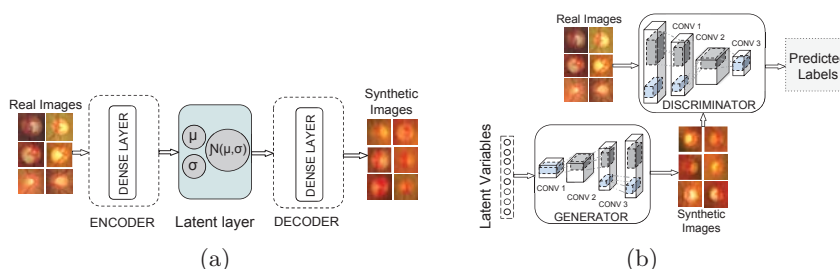 Real Images
DENSE LAYER
ENCODER
μ
σ
N(μ,σ)
Latent layer
DENSE LAYER
DECODER
Synthetic
Images
(a)
Real Images
CONV 1
CONV 2
CONV 3
DISCRIMINATOR
Predicted
Labels
Latent Variables
CONV 1
CONV 2
CONV 3
GENERATOR
Synthetic
Images
(b)